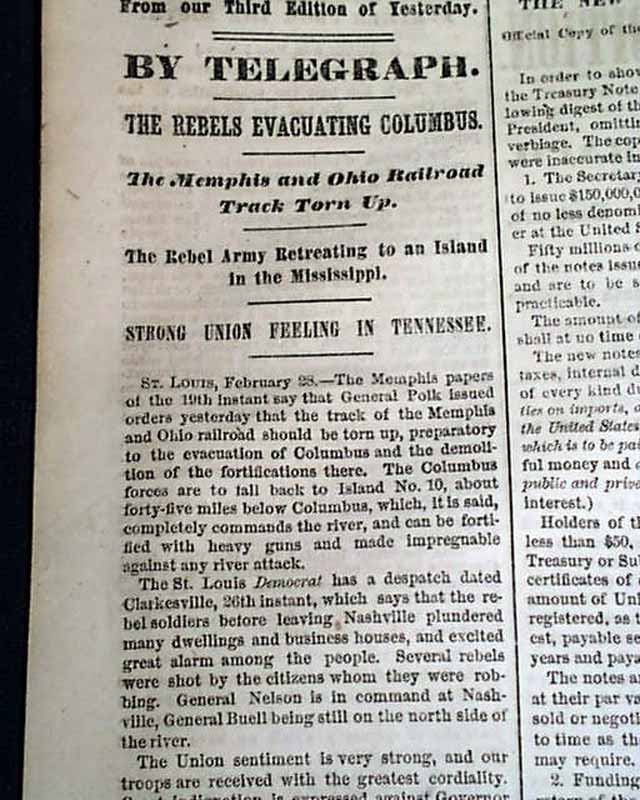 From our Third Edition of Yesterday.
BY TELEGRAPH.
THE REBELS EVACUATING COLUMBUS.
The Memphis and Ohio Railroad
Track Torn Up.
The Rebel Army Retreating to an Island
in the Mississippi.
STRONG UNION FEELING IN TENNESSEE.
ST. LOUIS, February 28.—The Memphis papers
of the 19th instant say that General Polk issued
orders yesterday that the track of the Memphis
and Ohio railroad should be torn up, preparatory
to the evacuation of Columbus and the demoli-
tion of the fortifications there. The Columbus
forces are to fall back to Island No. 10, about
forty-five miles below Columbus, which, it is said,
completely commands the river, and can be forti-
fied with heavy guns and made impregnable
against any river attack.
The St. Louis Democrat has a despatch dated
Clarkesville, 26th instant, which says that the re-
bel soldiers before leaving Nashville plundered
many dwellings and business houses, and excited
great alarm among the people. Several rebels
were shot by the citizens whom they were rob-
bing. General Nelson is in command at Nash-
ville, General Buell being still on the north side of
the river.
The Union sentiment is very strong, and our
troops are received with the greatest cordiality.
Great indignation is expressed against Governor
THE NEW
Official Copy of the
In order to show
the Treasury Note
lowing digest of th
President, omittin
verbiage. The cop
were inaccurate in
1. The Secretary
to issue $150,000,0
of no less denomi
er at the United S
Fifty millions o
of the notes issue
and are to be s
practicable.
The amount of
shall at no time
The new notes
taxes, internal d
of every kind du
ties on imports, o
the United States
which is to be pai
ful money and
public and priva
interest.)
Holders of th
less than $50,
Treasury or Sub
certificates of
amount of Uni
registered, as t
est, payable se
years and paya
The notes a
at their par va
sold or negoti
to time as th
may require.
2. Funding